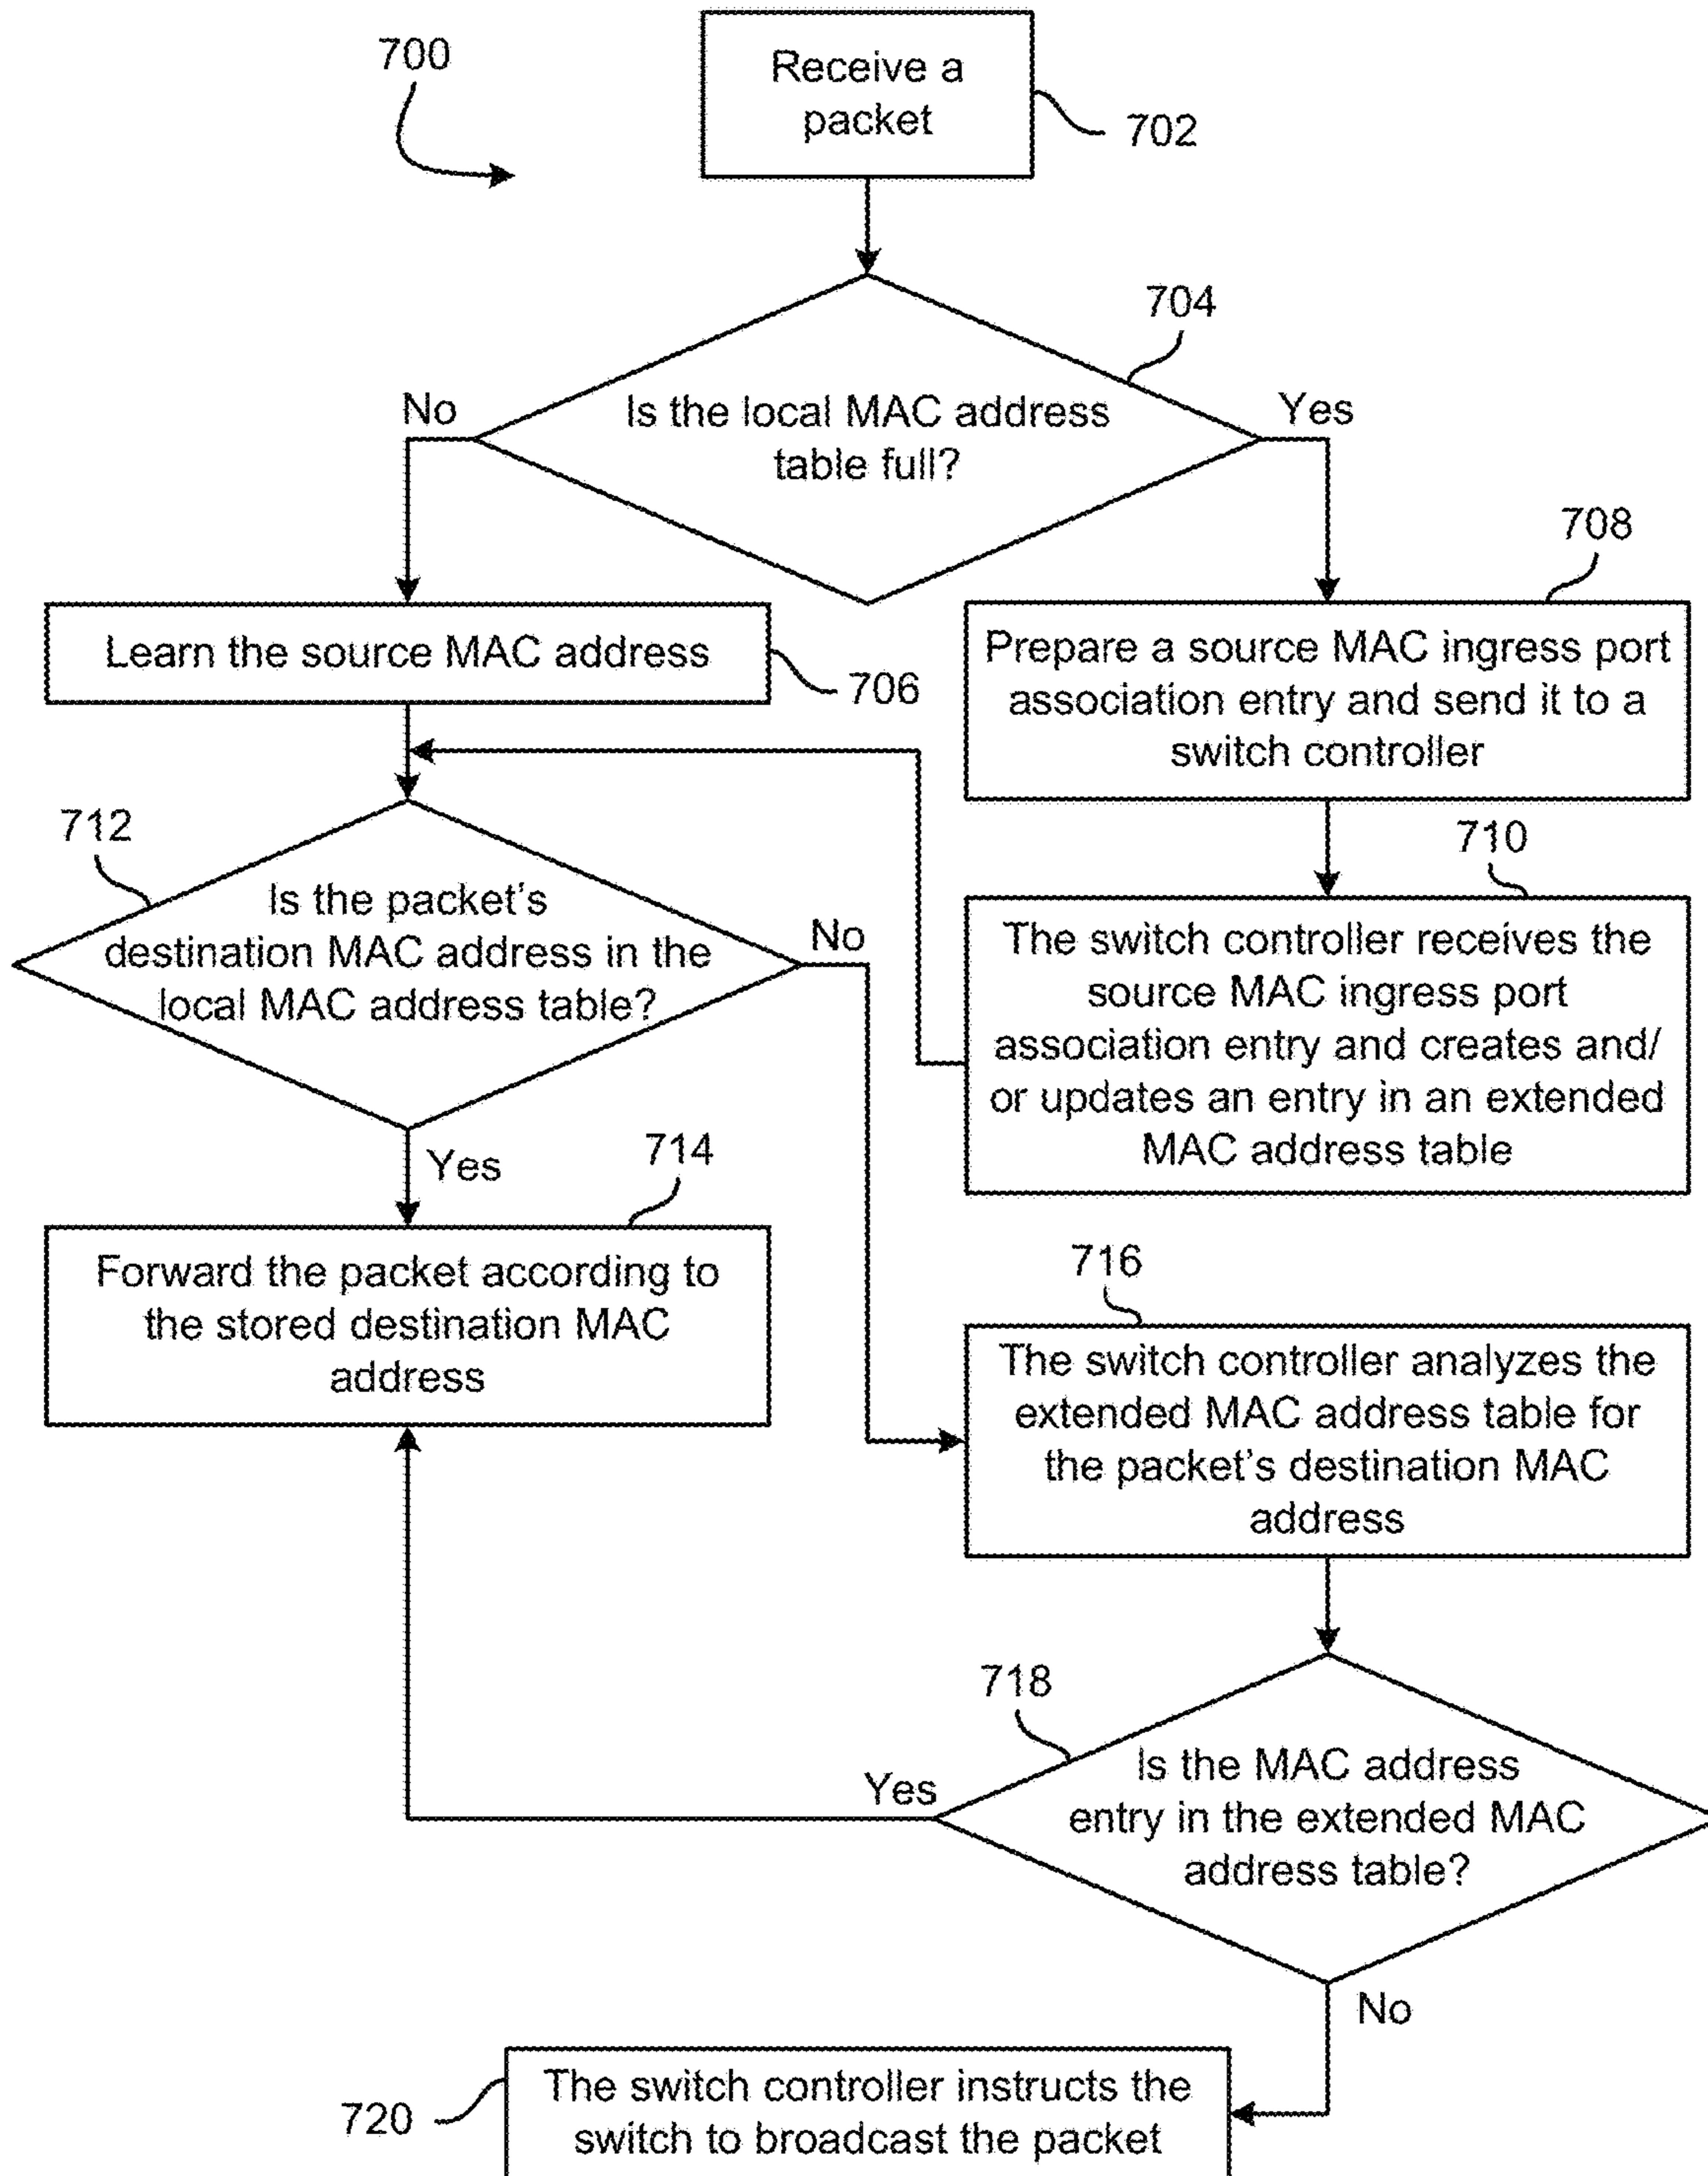 700
Receive a
packet
702
704
No
Is the local MAC address
table full?
Yes
708
Learn the source MAC address
706
Prepare a source MAC ingress port
association entry and send it to a
switch controller
712
Is the packet's
destination MAC address in the
local MAC address table?
No
710
The switch controller receives the
source MAC ingress port
association entry and creates and/
or updates an entry in an extended
MAC address table
Yes
714
Forward the packet according to
the stored destination MAC
address
716
The switch controller analyzes the
extended MAC address table for
the packet's destination MAC
address
718
Yes
Is the MAC address
entry in the extended MAC
address table?
No
720
The switch controller instructs the
switch to broadcast the packet